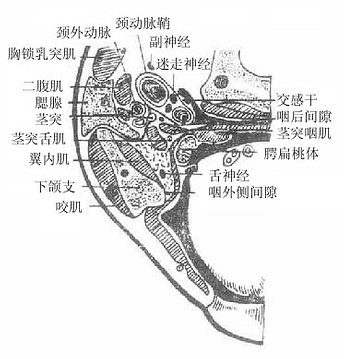 颈外动脉
颈动脉鞘
胸锁乳突肌
副神经
迷走神经
二腹肌
腮腺
茎突
茎突舌肌
翼内肌
下颌支
咬肌
交感干
咽后间隙
茎突咽肌
腭扁桃体
舌神经
咽外侧间隙